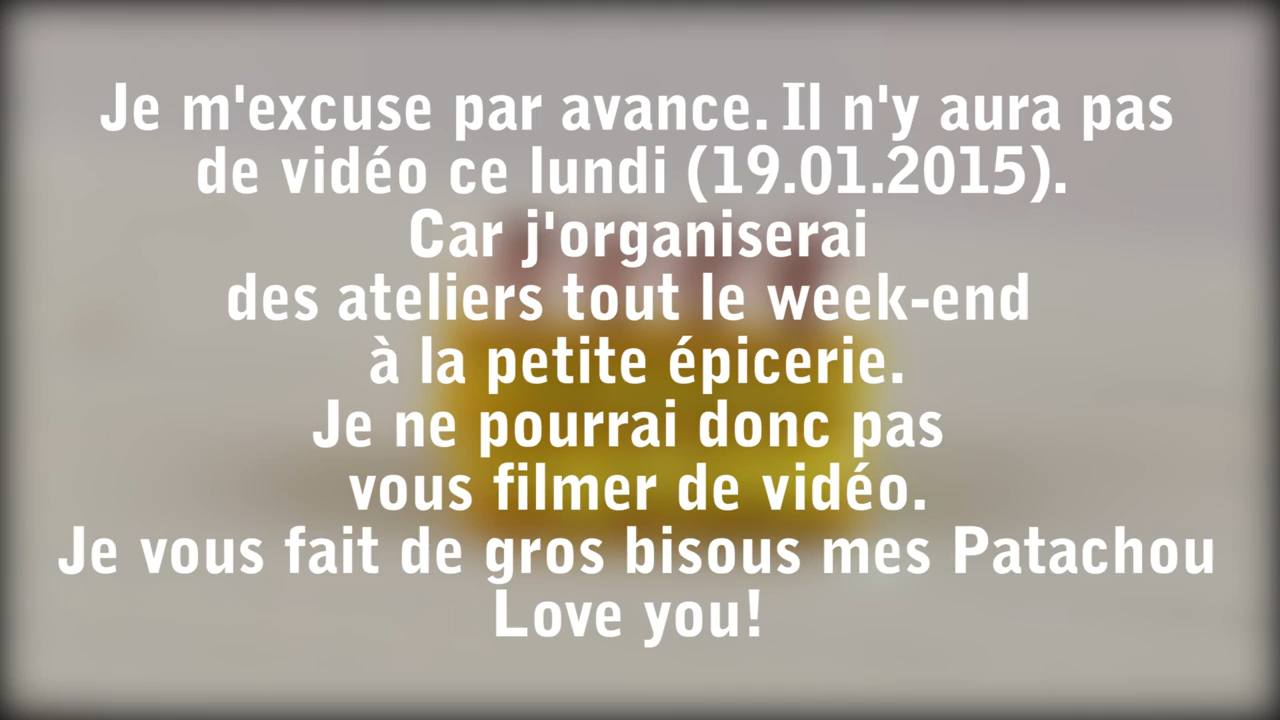 Je m'excuse par avance. Il n'y aura pas
de vidéo ce lundi (19.01.2015).
Car j'organiserai
des ateliers tout le week-end
à la petite épicerie.
Je ne pourrai donc pas
vous filmer de vidéo.
Je vous fait de gros bisous mes Patachou
Love you!